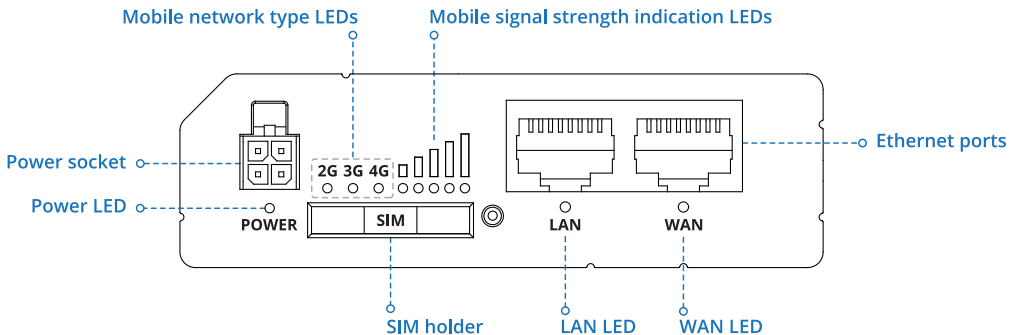 Mobile network type LEDs
Mobile signal strength indication LEDs
Ethernet ports
Power socket
2G 3G 4G
Power LED
POWER
SIM
LAN
WAN
SIM holder
LAN LED
WAN LED